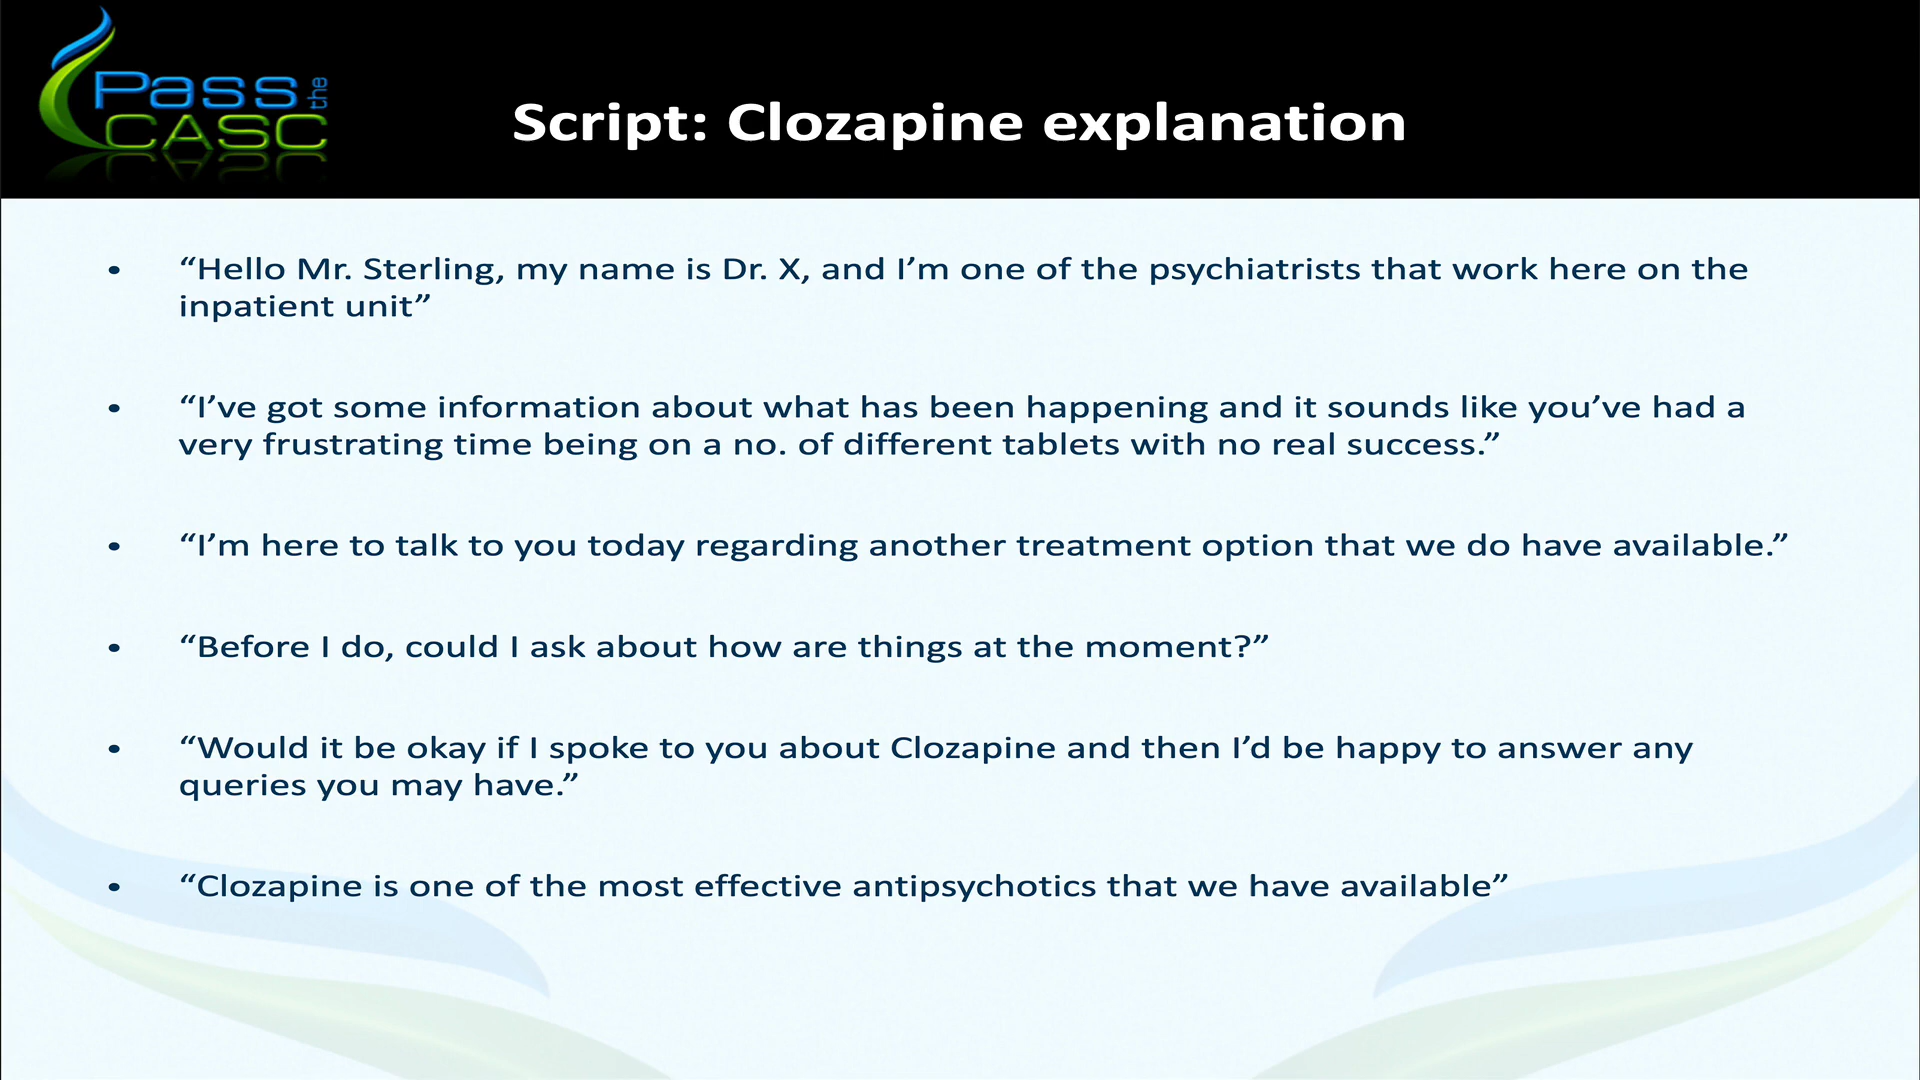 Pass the
CASC
Script: Clozapine explanation
• “Hello Mr. Sterling, my name is Dr. X, and I’m one of the psychiatrists that work here on the
inpatient unit”
• “I’ve got some information about what has been happening and it sounds like you’ve had a
very frustrating time being on a no. of different tablets with no real success.”
• “I’m here to talk to you today regarding another treatment option that we do have available.”
• “Before I do, could I ask about how are things at the moment?”
• “Would it be okay if I spoke to you about Clozapine and then I’d be happy to answer any
queries you may have.”
• “Clozapine is one of the most effective antipsychotics that we have available”